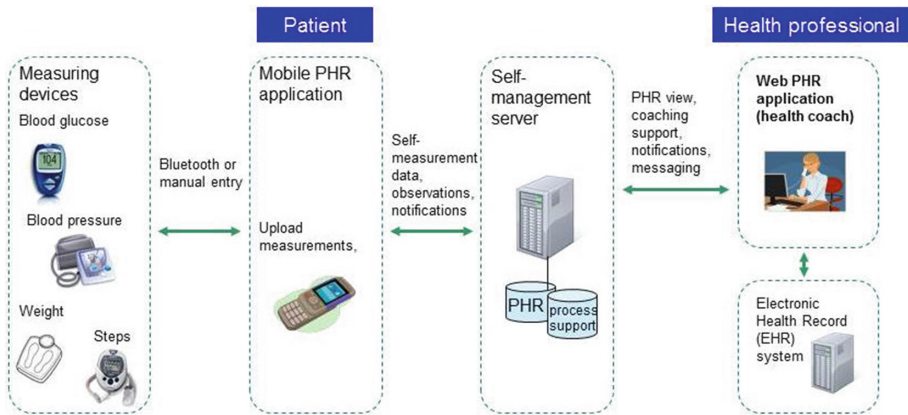 Patient
Health professional
Measuring
devices
Blood glucose
104
Blood pressure
Weight
Steps
Bluetooth or
manual entry
Mobile PHR
application
Upload
measurements,
Self-
measurement
data,
observations,
notifications
Self-
management
server
PHR
process
support
PHR view,
coaching
support,
notifications,
messaging
Web PHR
application
(health coach)
Electronic
Health Record
(EHR)
system